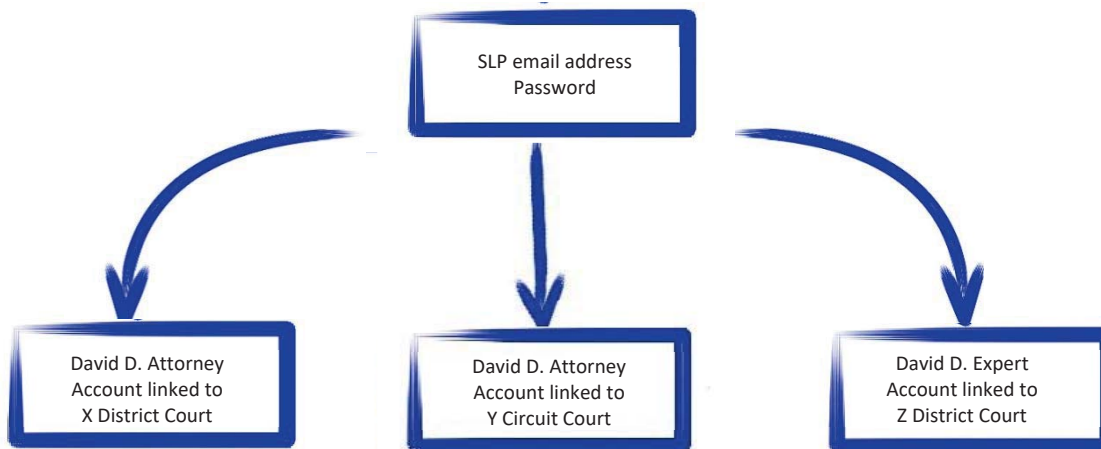 SLP email address
Password
David D. Attorney
Account linked to
X District Court
David D. Attorney
Account linked to
Y Circuit Court
David D. Expert
Account linked to
Z District Court